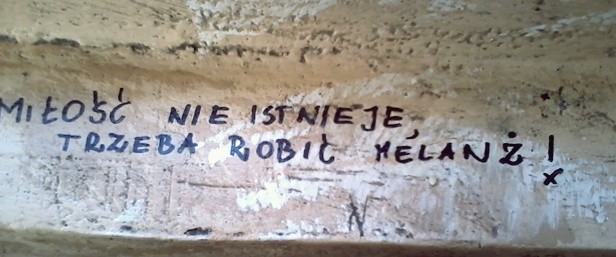 MIŁOŚĆ NIE ISTNIEJE,
TRZEBA ROBIĆ MELANŻ!
N